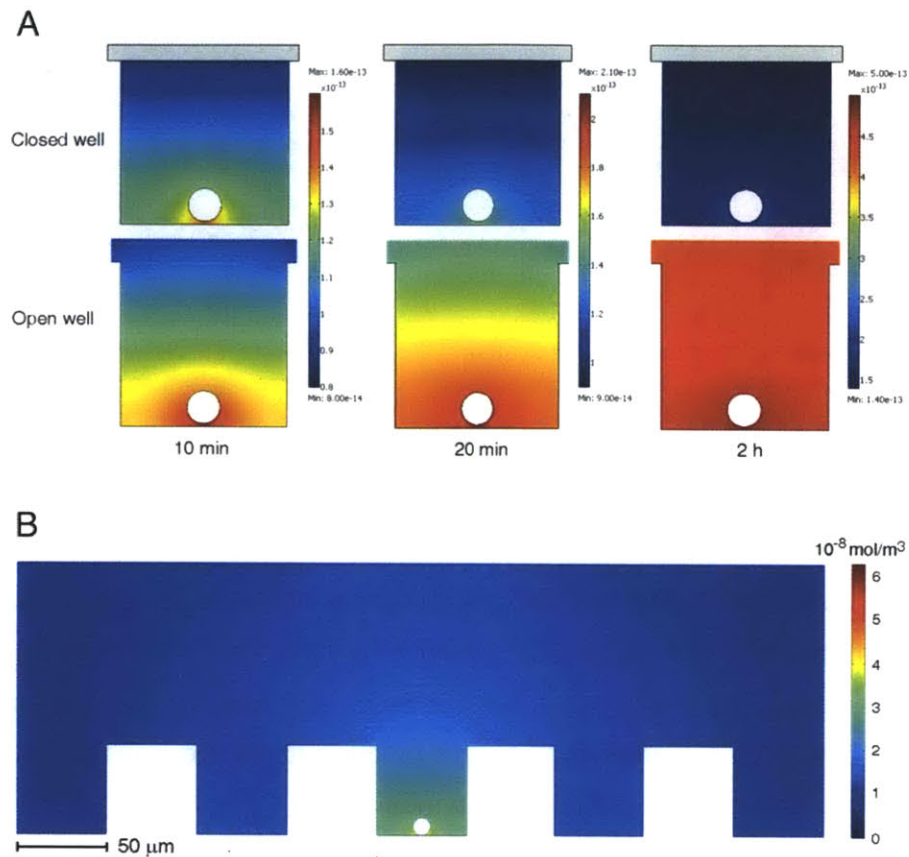 A
Closed well
Open well
Max: 1.60e-13
×10⁻¹³
1.5
1.4
1.3
1.2
1.1
1
0.9
0.8
Min: 8.00e-14
Max: 2.10e-13
×10⁻¹³
2
1.8
1.6
1.4
1.2
1
Min: 9.00e-14
Max: 5.00e-13
×10⁻¹³
4.5
4
3.5
3
2.5
2
1.5
Min: 1.40e-13
10 min
20 min
2 h
B
10⁻⁸ mol/m³
6
5
4
3
2
1
0
50 µm